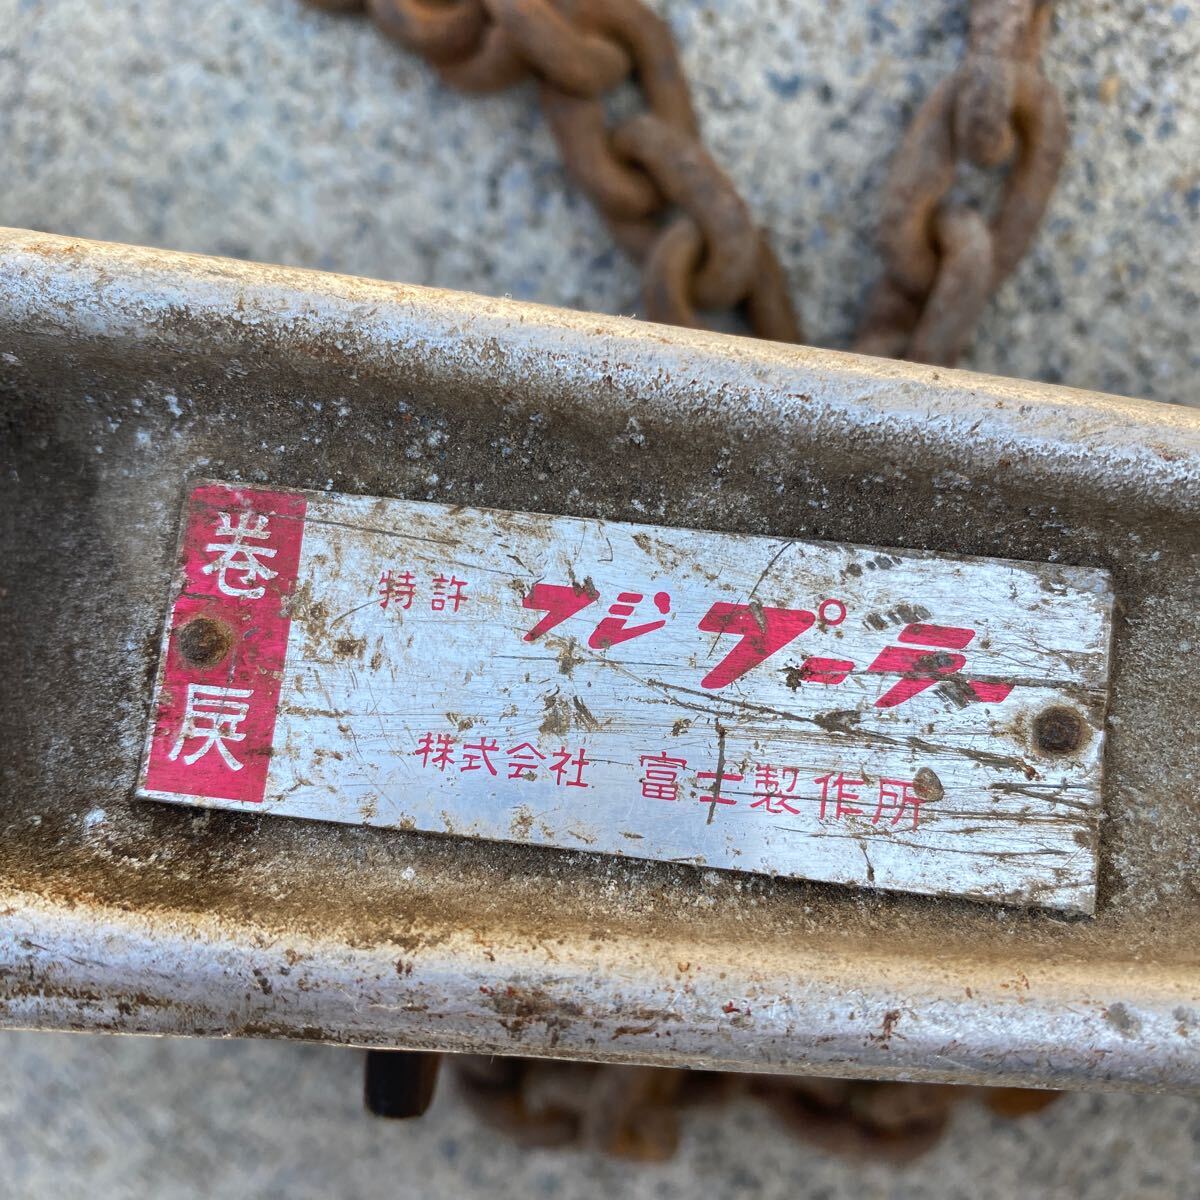 巻戻
特許 フジプーラー
株式会社 富士製作所